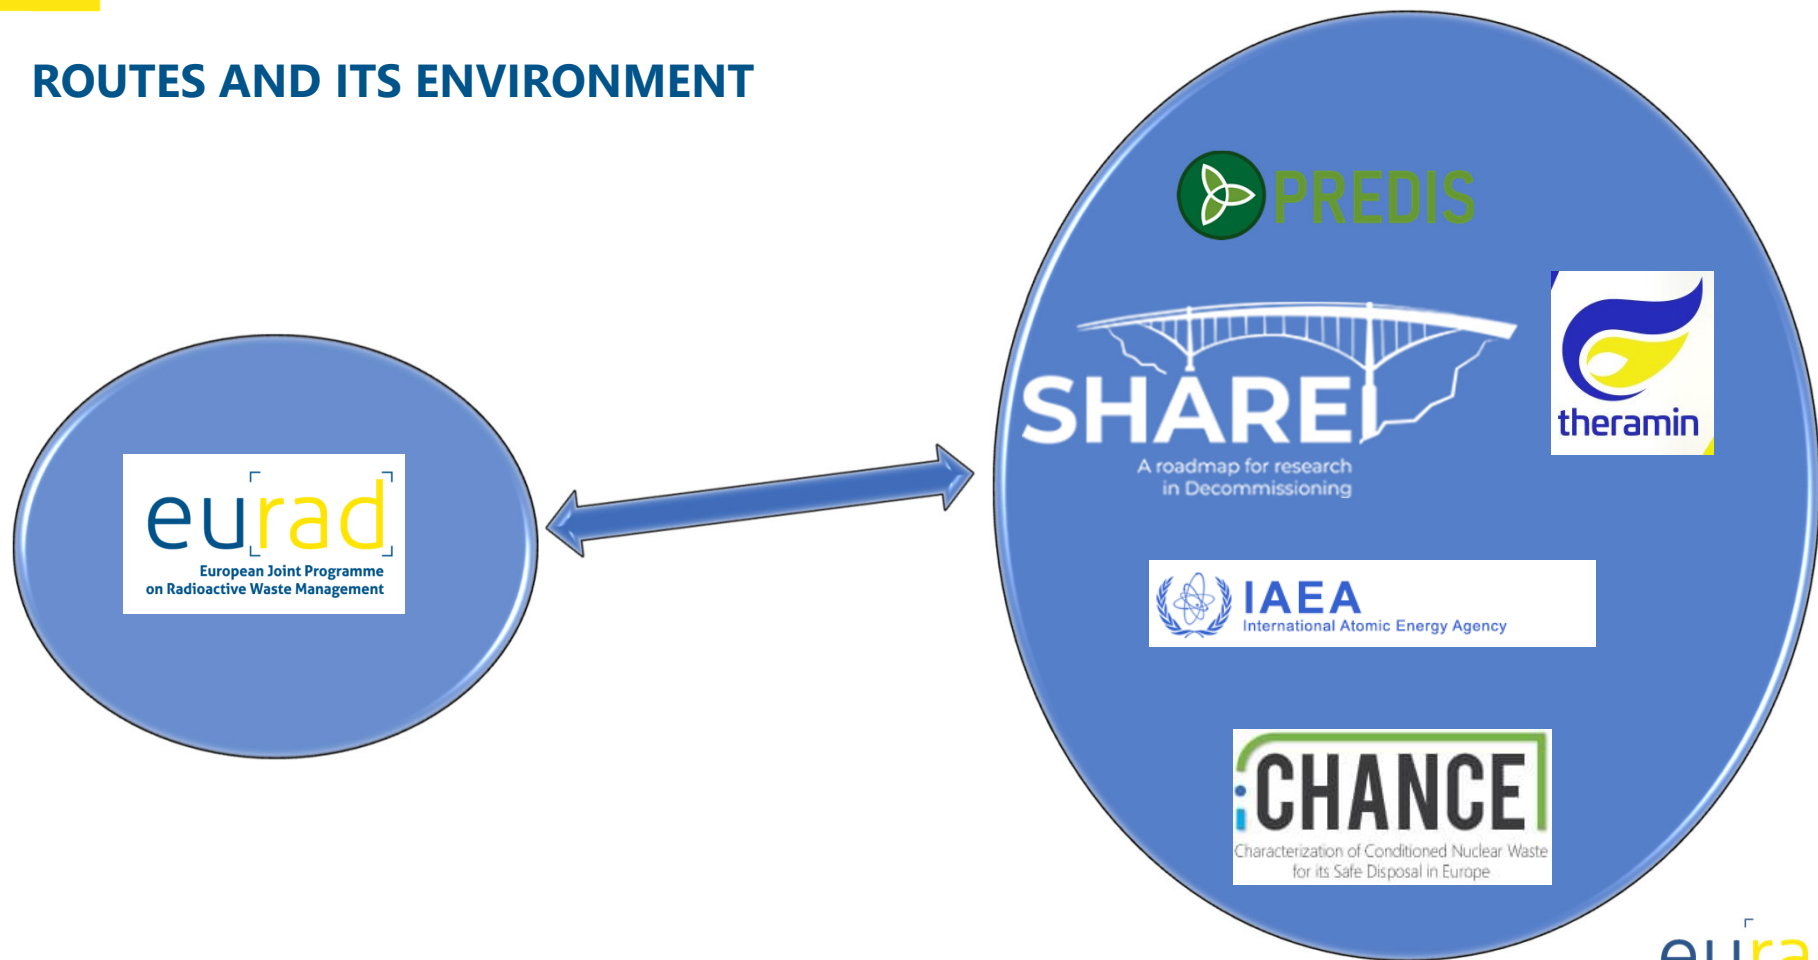 ROUTES AND ITS ENVIRONMENT
PREDIS
SHARE
A roadmap for research
in Decommissioning
theramin
eurad
European Joint Programme
on Radioactive Waste Management
IAEA
International Atomic Energy Agency
CHANCE
Characterization of Conditioned Nuclear Waste
for its Safe Disposal in Europe